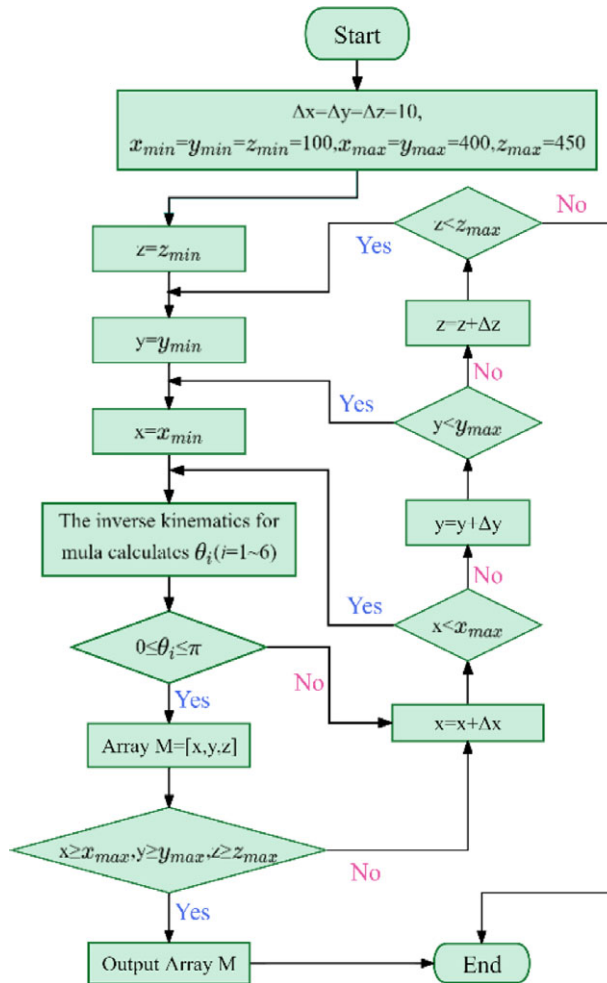 Start
Δx=Δy=Δz=10,
xmin=ymin=zmin=100,xmax=ymax=400,zmax=450
z=zmin
Yes
z<zmax
No
z=z+Δz
y=ymin
No
Yes
y<ymax
x=xmin
y=y+Δy
The inverse kinematics for
mula calculates θi(i=1~6)
No
Yes
x<xmax
0≤θi≤π
No
Yes
x=x+Δx
Array M=[x,y,z]
x≥xmax,y≥ymax,z≥zmax
No
Yes
Output Array M
End